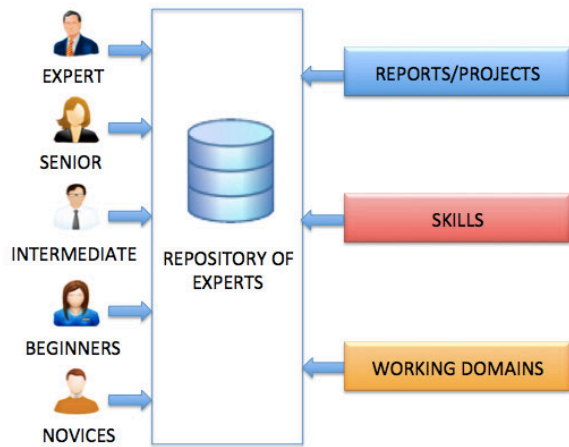 EXPERT
SENIOR
INTERMEDIATE
BEGINNERS
NOVICES
REPOSITORY OF
EXPERTS
REPORTS/PROJECTS
SKILLS
WORKING DOMAINS